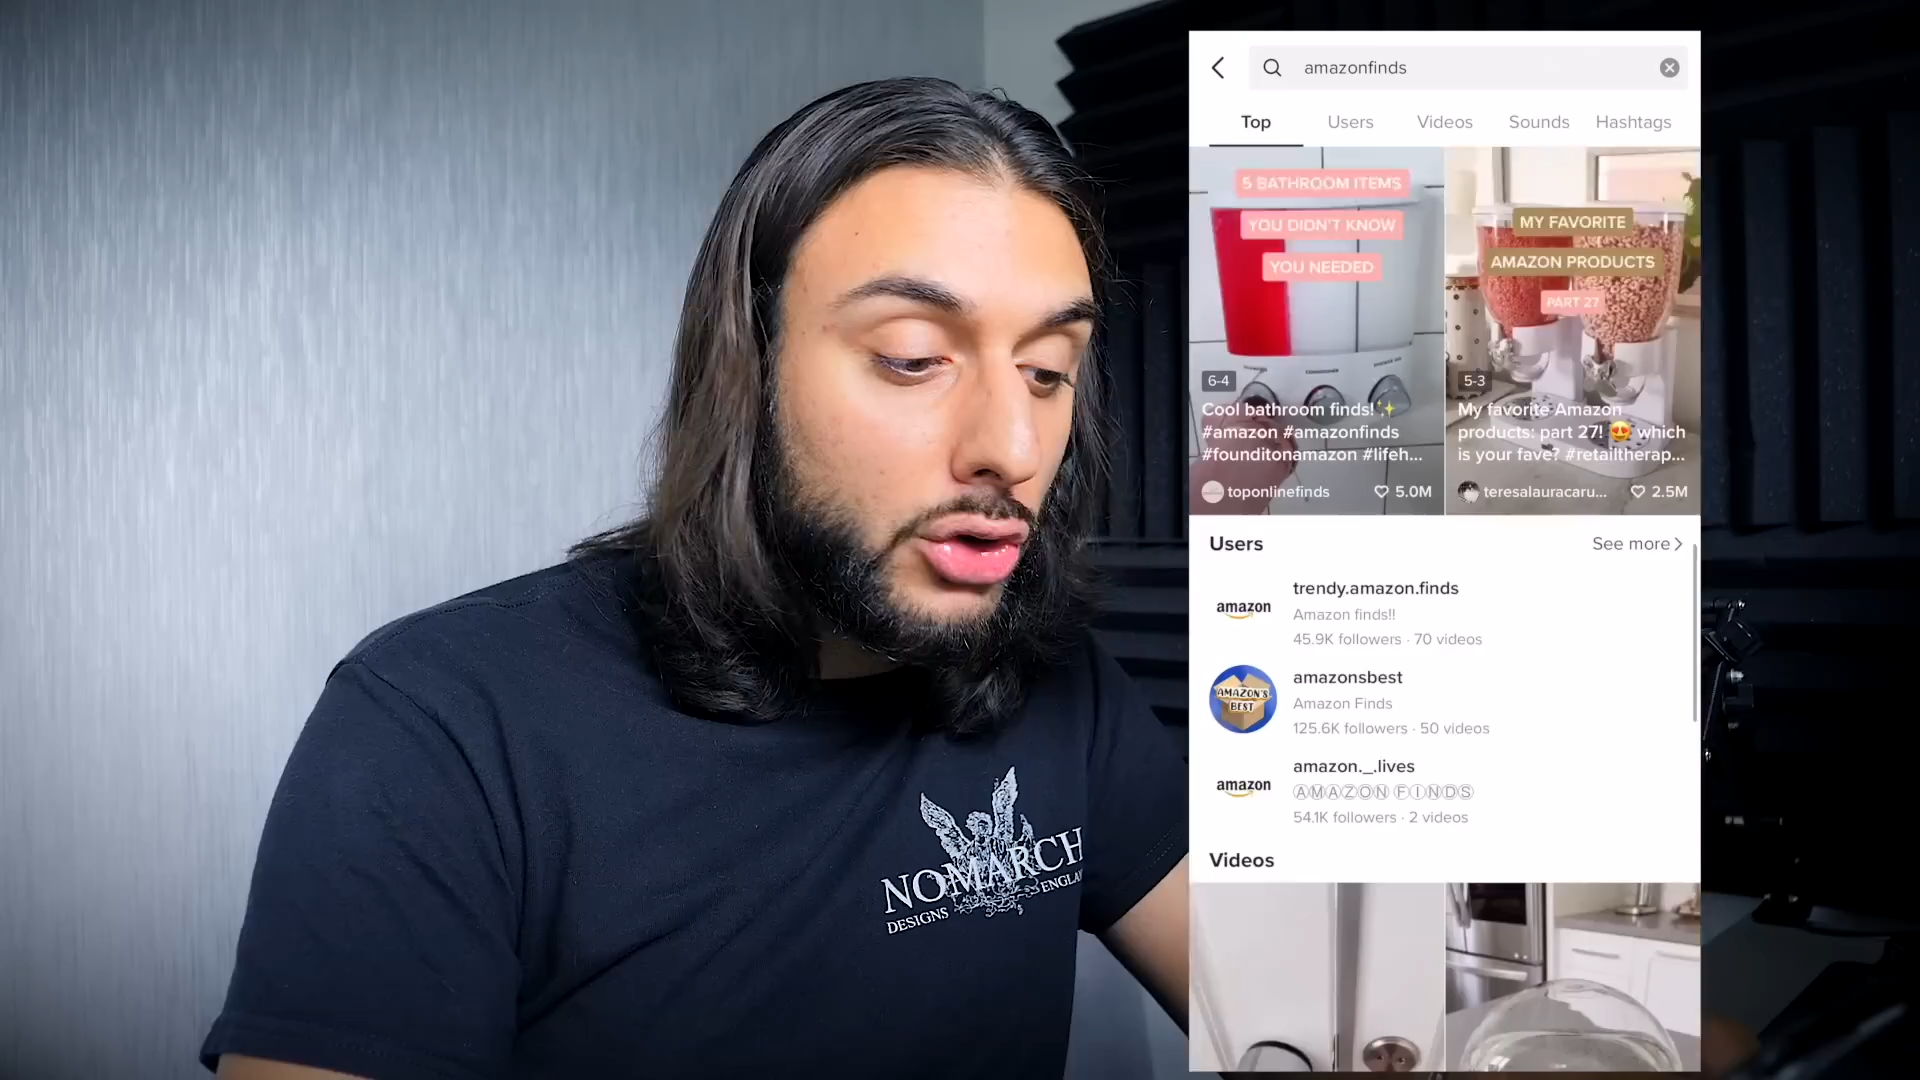 amazonfinds
Top Users Videos Sounds Hashtags
5 BATHROOM ITEMS
YOU DIDN'T KNOW
YOU NEEDED
6-4
Cool bathroom finds! ✨
#amazon #amazonfinds
#founditonamazon #lifeh...
toponlinefinds 5.0M
MY FAVORITE
AMAZON PRODUCTS
PART 27
5-3
My favorite Amazon
products: part 27! 😍 which
is your fave? #retailtherap...
teresalauracaru... 2.5M
Users See more
amazon
trendy.amazon.finds
Amazon finds!!
45.9K followers · 70 videos
AMAZON'S
BEST
amazonsbest
Amazon Finds
125.6K followers · 50 videos
amazon
amazon._.lives
ⒶⓂⒶⓏⓄⓃ ⒻⒾⓃⒹⓈ
54.1K followers · 2 videos
Videos
NOMARCH
DESIGNS ENGLA